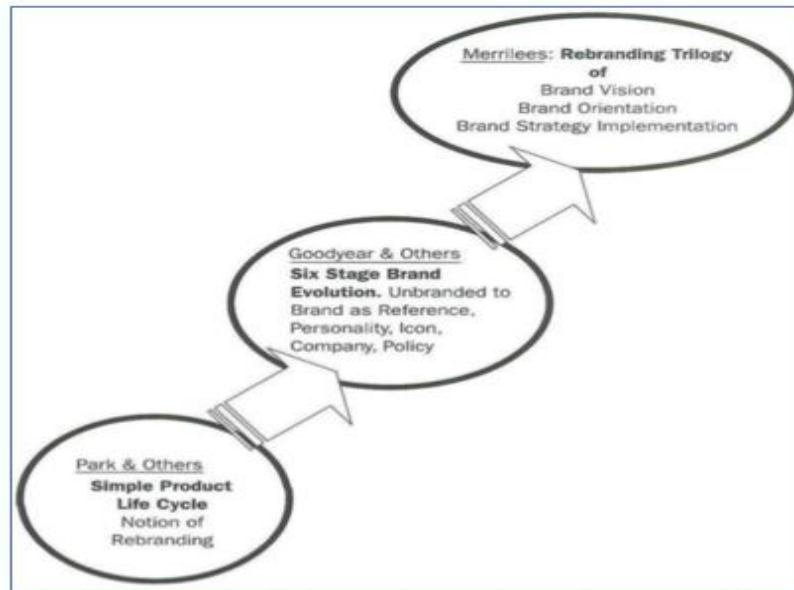 Merrilees: Rebranding Trilogy
of
Brand Vision
Brand Orientation
Brand Strategy Implementation
Goodyear & Others
Six Stage Brand
Evolution. Unbranded to
Brand as Reference,
Personality, Icon,
Company, Policy
Park & Others
Simple Product
Life Cycle
Notion of
Rebranding